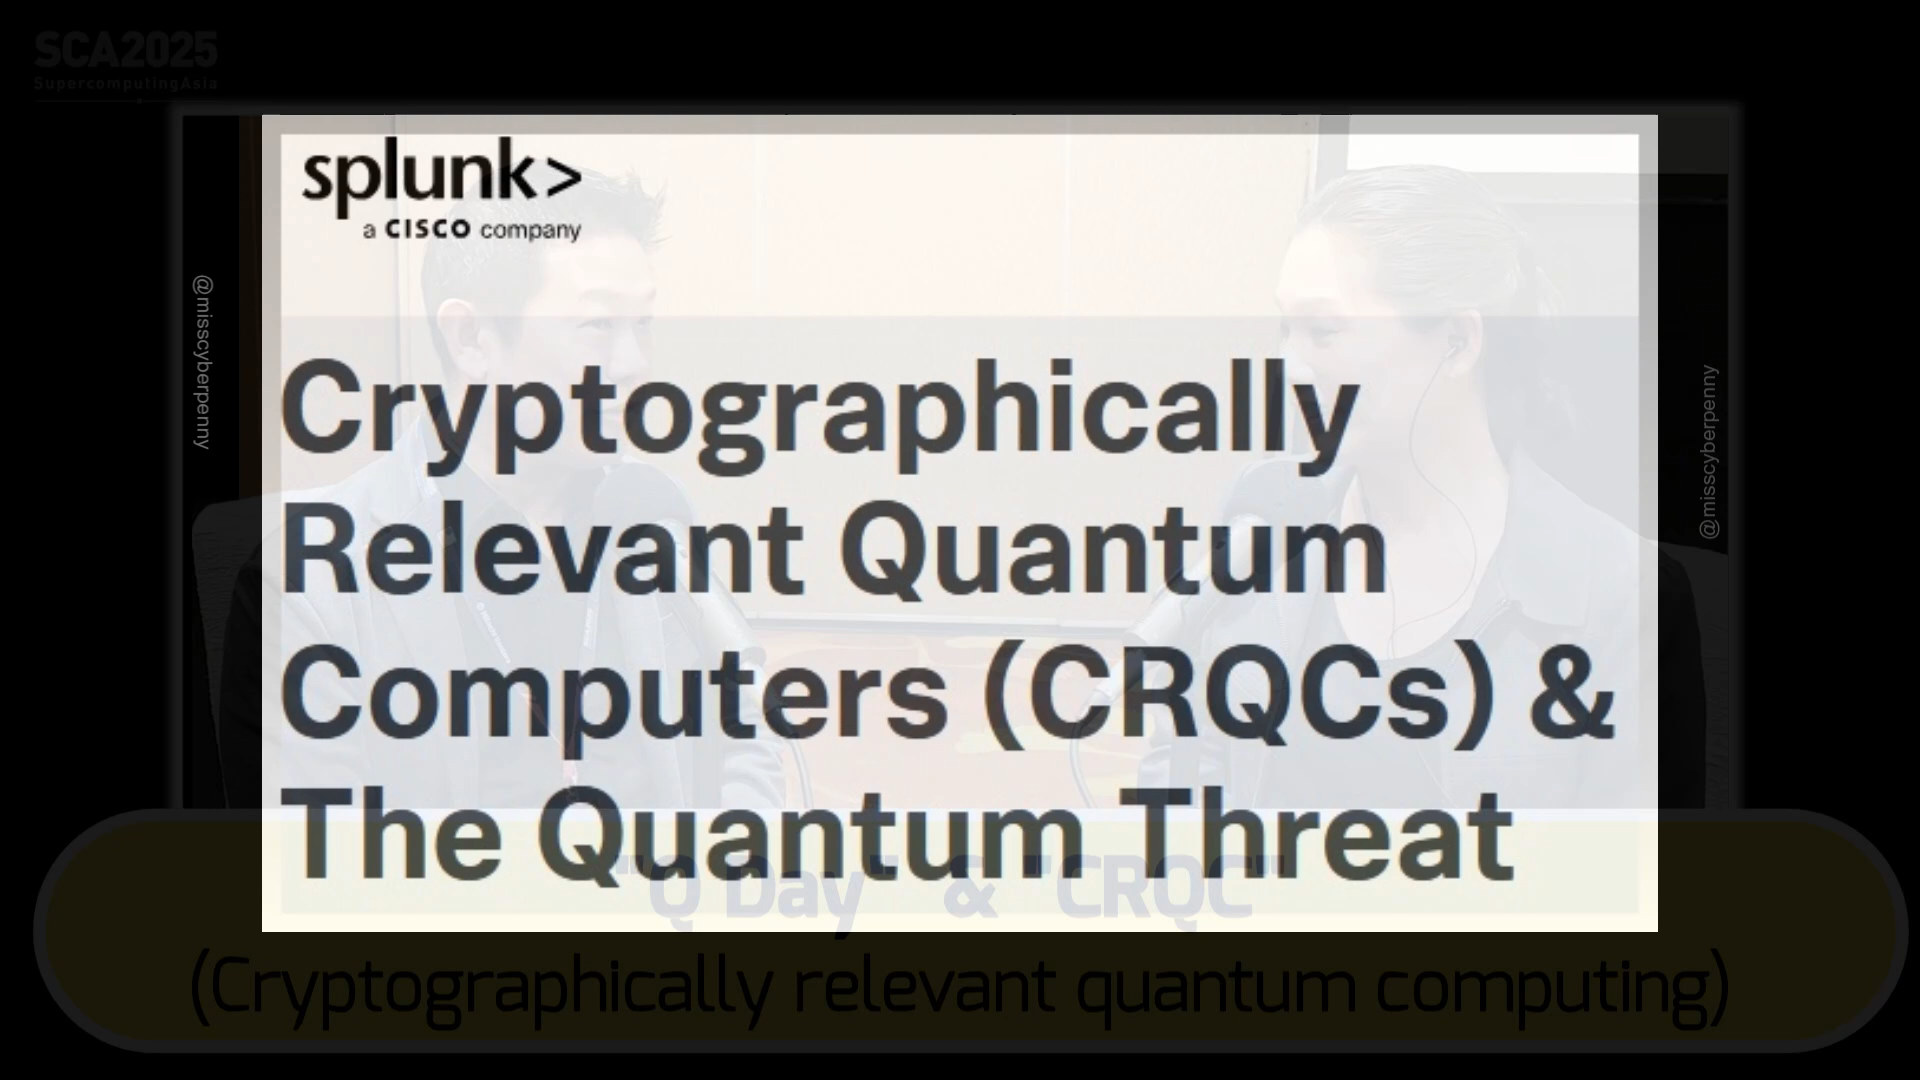 SCA2025
SupercomputingAsia
splunk>
a CISCO company
@misscyberpenny
@misscyberpenny
Cryptographically
Relevant Quantum
Computers (CRQCs) &
The Quantum Threat
"Q Day" & "CRQC"
(Cryptographically relevant quantum computing)